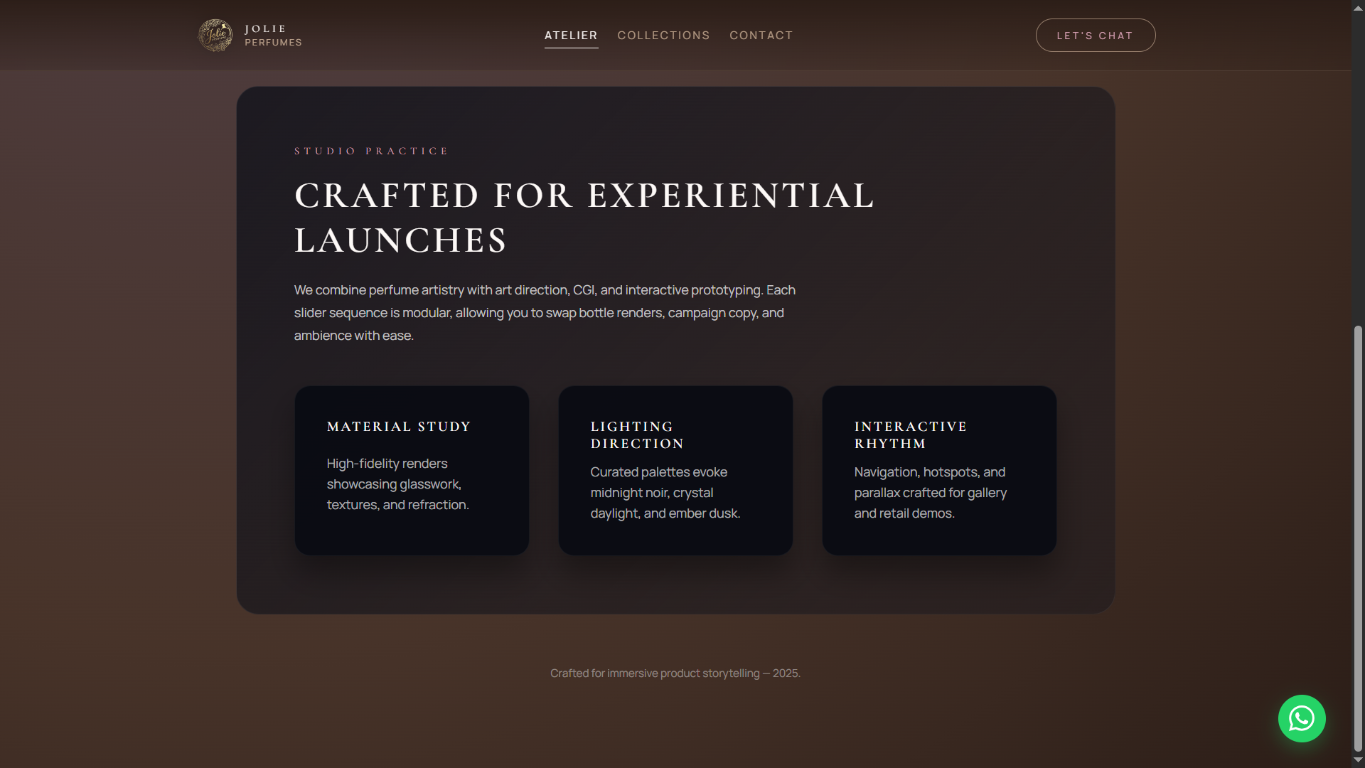 Jolie
JOLIE
PERFUMES
ATELIER
COLLECTIONS
CONTACT
LET'S CHAT
STUDIO PRACTICE
CRAFTED FOR EXPERIENTIAL
LAUNCHES
We combine perfume artistry with art direction, CGI, and interactive prototyping. Each
slider sequence is modular, allowing you to swap bottle renders, campaign copy, and
ambience with ease.
MATERIAL STUDY
High-fidelity renders
showcasing glasswork,
textures, and refraction.
LIGHTING
DIRECTION
Curated palettes evoke
midnight noir, crystal
daylight, and ember dusk.
INTERACTIVE
RHYTHM
Navigation, hotspots, and
parallax crafted for gallery
and retail demos.
Crafted for immersive product storytelling — 2025.